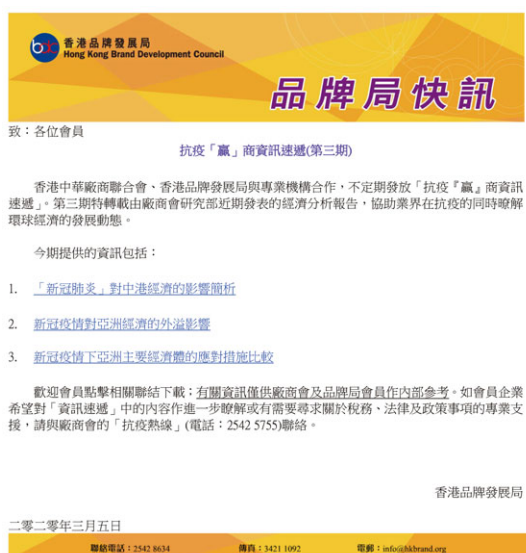 香港品牌發展局
Hong Kong Brand Development Council
品牌局快訊
致：各位會員
抗疫「贏」商資訊速遞(第三期)
香港中華廠商聯合會、香港品牌發展局與專業機構合作，不定期發放「抗疫『贏』商資訊
速遞」。第三期特轉載由廠商會研究部近期發表的經濟分析報告，協助業界在抗疫的同時瞭解
環球經濟的發展動態。
今期提供的資訊包括：
1. 「新冠肺炎」對中港經濟的影響簡析
2. 新冠疫情對亞洲經濟的外溢影響
3. 新冠疫情下亞洲主要經濟體的應對措施比較
歡迎會員點擊相關聯結下載；有關資訊僅供廠商會及品牌局會員作內部參考。如會員企業
希望對「資訊速遞」中的內容作進一步瞭解或有需要尋求關於稅務、法律及政策事項的專業支
援，請與廠商會的「抗疫熱線」(電話：2542 5755)聯絡。
香港品牌發展局
二零二零年三月五日
聯絡電話：2542 8634 傳真：3421 1092 電郵：info@hkbrand.org